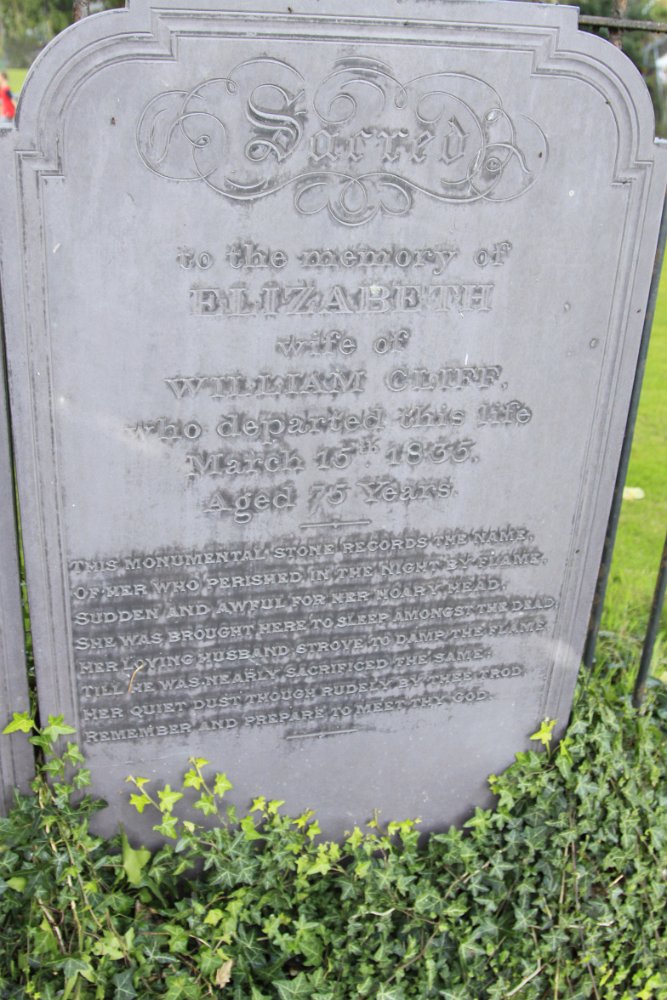 Sacred
to the memory of
ELIZABETH
wife of
WILLIAM CLIFF,
who departed this life
March 15th 1835.
Aged 75 Years.
THIS MONUMENTAL STONE RECORDS THE NAME,
OF HER WHO PERISHED IN THE NIGHT BY FLAME,
SUDDEN AND AWFUL FOR HER HOARY HEAD,
SHE WAS BROUGHT HERE TO SLEEP AMONGST THE DEAD,
HER LOVING HUSBAND STROVE TO DAMP THE FLAME
TILL HE WAS NEARLY SACRIFICED THE SAME,
HER QUIET DUST THOUGH RUDELY BY THEE TROD,
REMEMBER AND PREPARE TO MEET THY GOD.